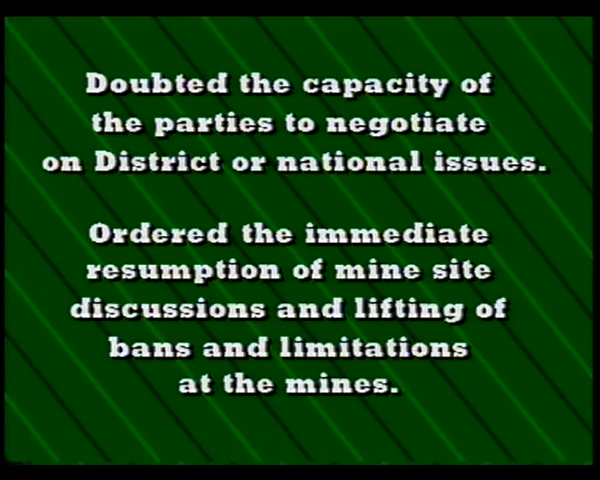 Doubted the capacity of
the parties to negotiate
on District or national issues.
Ordered the immediate
resumption of mine site
discussions and lifting of
bans and limitations
at the mines.